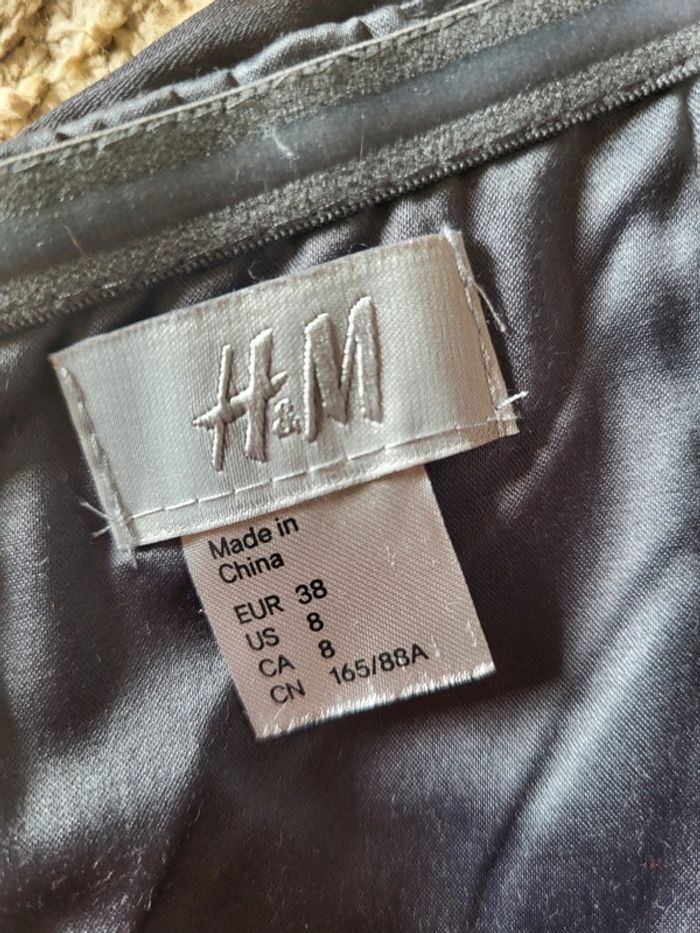 H&M
Made in
China
EUR 38
US 8
CA 8
CN 165/88A